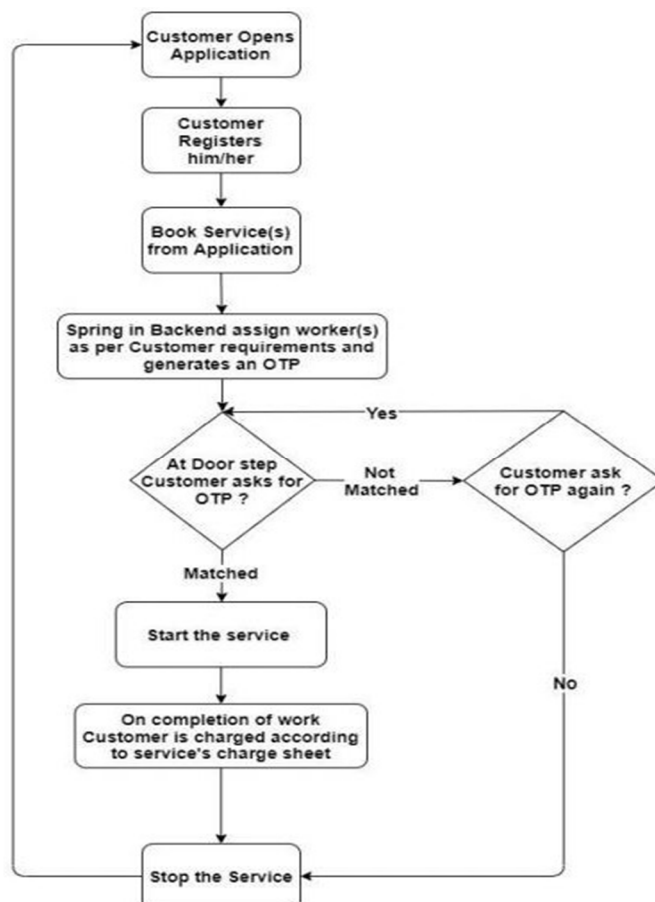 Customer Opens
Application
Customer
Registers
him/her
Book Service(s)
from Application
Spring in Backend assign worker(s)
as per Customer requirements and
generates an OTP
Yes
At Door step
Customer asks for
OTP ?
Not
Matched
Customer ask
for OTP again ?
Matched
Start the service
No
On completion of work
Customer is charged according
to service's charge sheet
Stop the Service